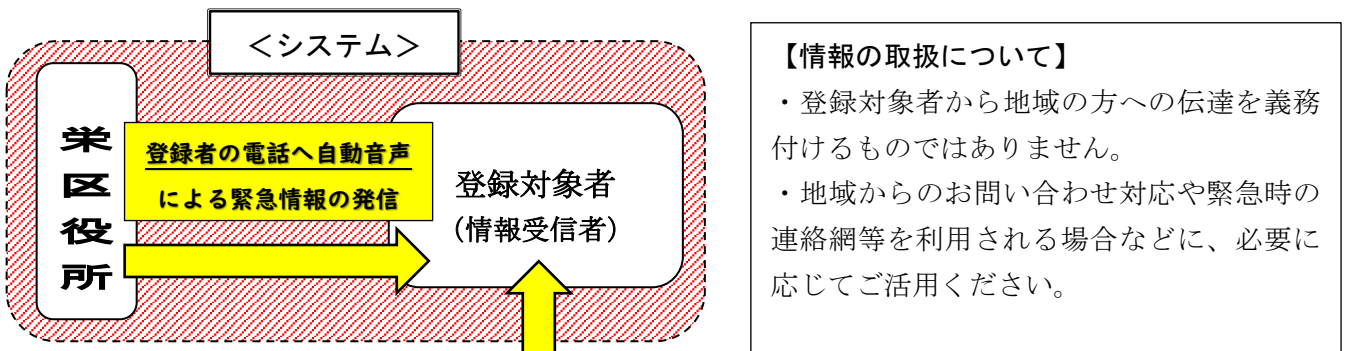 <システム>
栄区役所
登録者の電話へ自動音声
による緊急情報の発信
登録対象者
(情報受信者)
【情報の取扱について】
・登録対象者から地域の方への伝達を義務
付けるものではありません。
・地域からのお問い合わせ対応や緊急時の
連絡網等を利用される場合などに、必要に
応じてご活用ください。